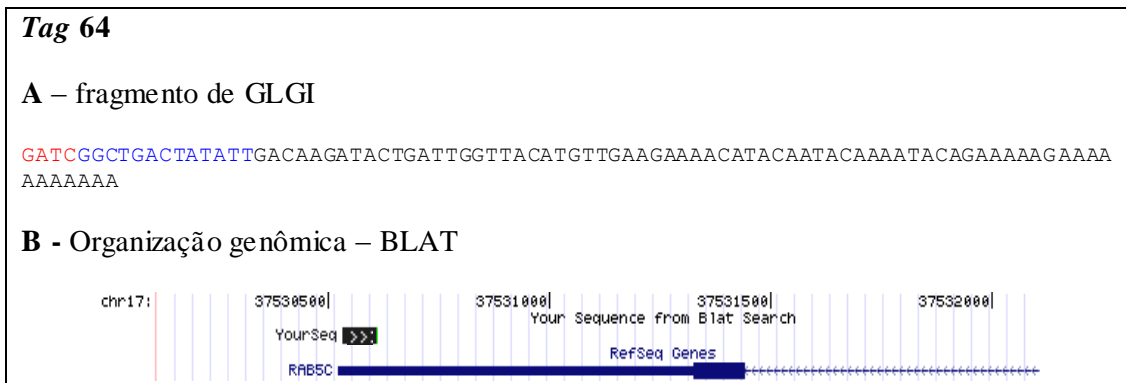 Tag 64
A – fragmento de GLGI
GATCGGCTGACTATATTGACAAGATACTGATTGGTTACATGTTGAAGAAAACATACAATACAAAATACAGAAAAAGAAAA
AAAAAAA
B - Organização genômica – BLAT
chr17: 37530500| 37531000| 37531500| 37532000|
Your Sequence from Blat Search
YourSeq
RefSeq Genes
RAB5C